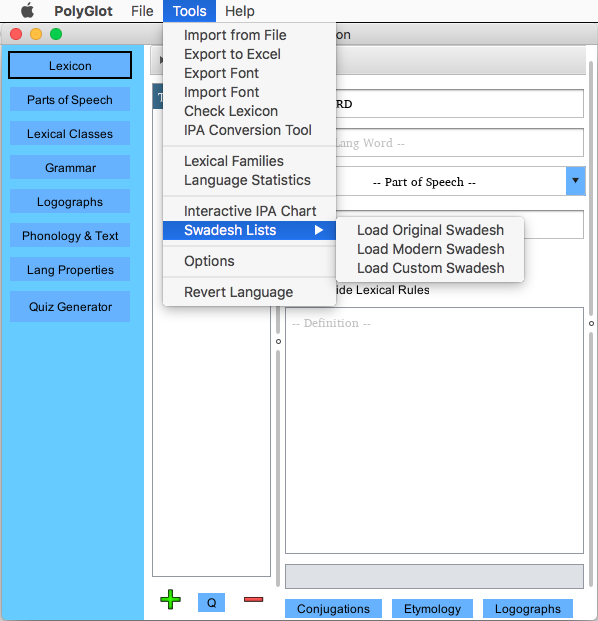 PolyGlot File Tools Help
on
Lexicon
Parts of Speech
Lexical Classes
Grammar
Logographs
Phonology & Text
Lang Properties
Quiz Generator
Import from File
Export to Excel
Export Font
Import Font
Check Lexicon
IPA Conversion Tool
Lexical Families
Language Statistics
Interactive IPA Chart
Swadesh Lists
Options
Revert Language
Load Original Swadesh
Load Modern Swadesh
Load Custom Swadesh
T
RD
Lang Word --
-- Part of Speech --
ide Lexical Rules
-- Definition --
Q
Conjugations
Etymology
Logographs